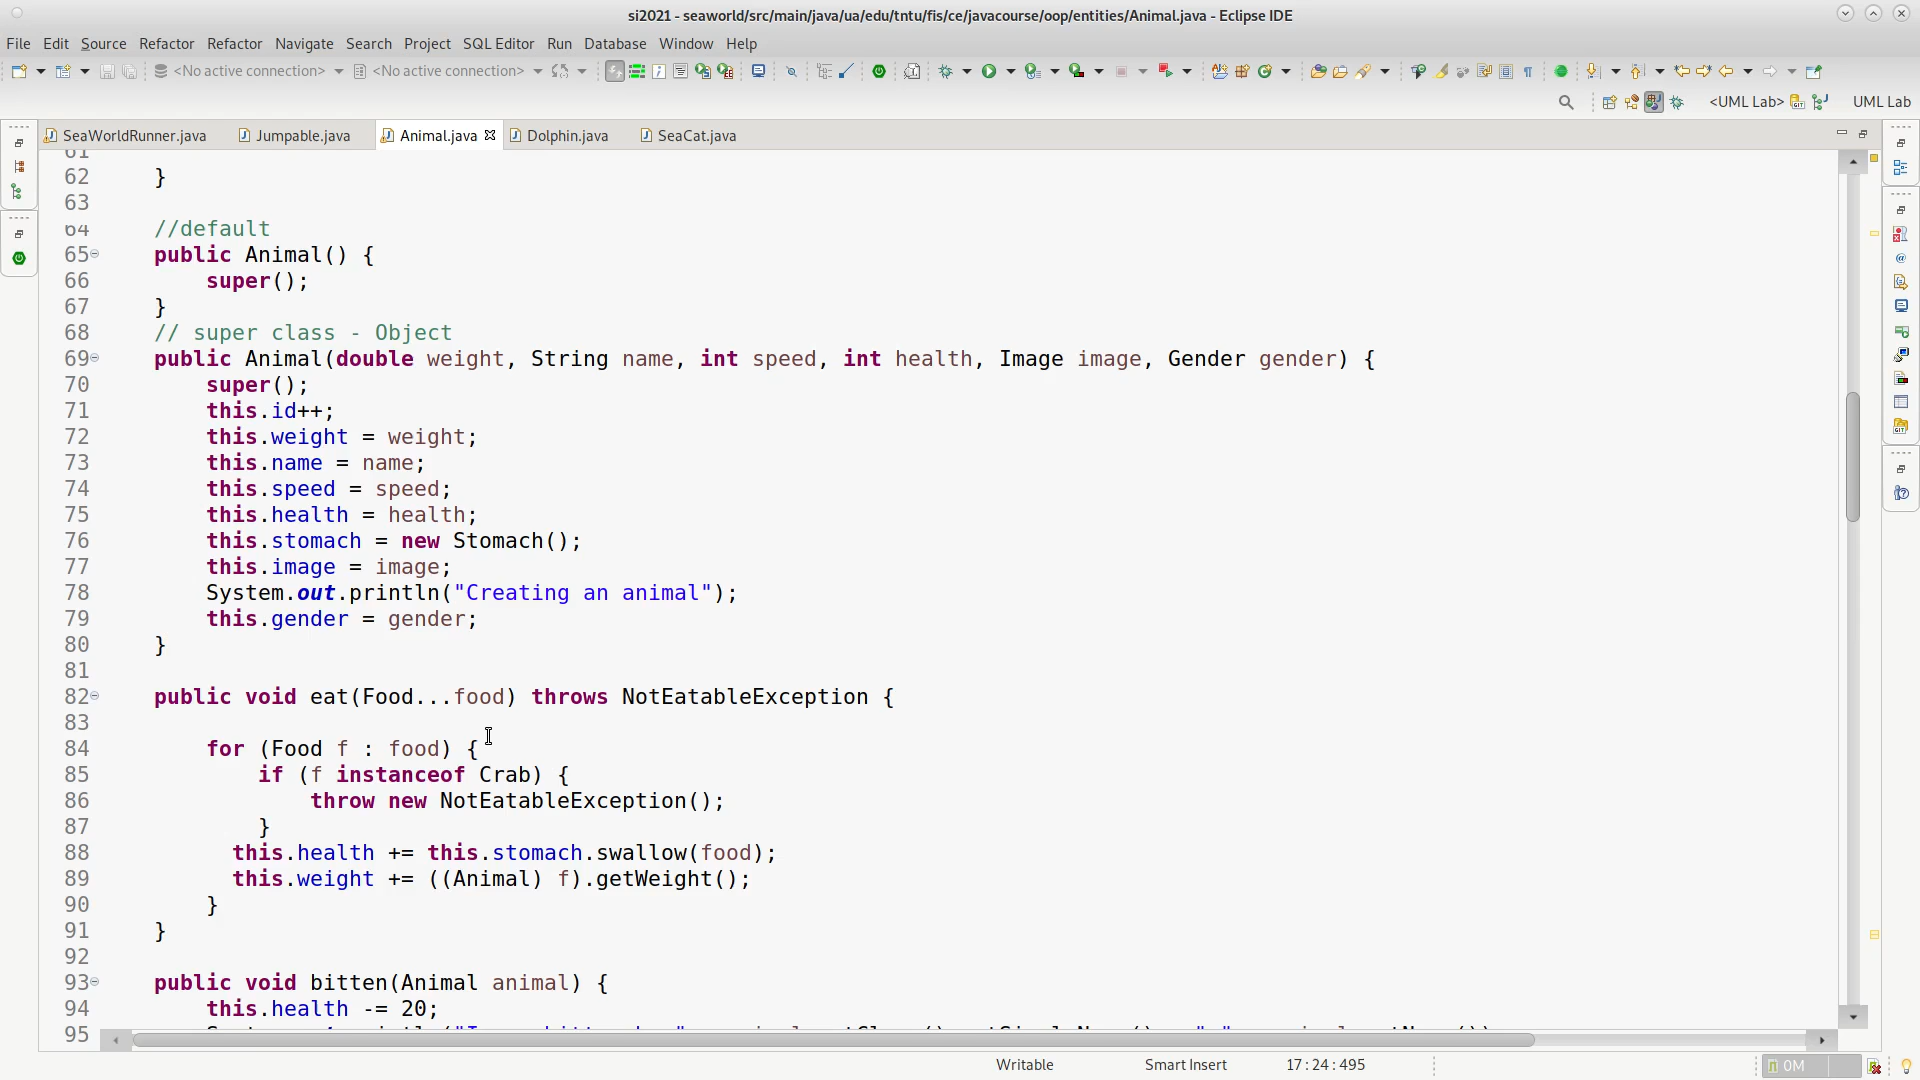 si2021 - seaworld/src/main/java/ua/edu/tntu/fis/ce/javacourse/oop/entities/Animal.java - Eclipse IDE
File Edit Source Refactor Refactor Navigate Search Project SQL Editor Run Database Window Help
<No active connection> <No active connection>
<UML Lab> UML Lab
SeaWorldRunner.java Jumpable.java Animal.java Dolphin.java SeaCat.java
61
62 }
63
64 //default
65 public Animal() {
66 super();
67 }
68 // super class - Object
69 public Animal(double weight, String name, int speed, int health, Image image, Gender gender) {
70 super();
71 this.id++;
72 this.weight = weight;
73 this.name = name;
74 this.speed = speed;
75 this.health = health;
76 this.stomach = new Stomach();
77 this.image = image;
78 System.out.println("Creating an animal");
79 this.gender = gender;
80 }
81
82 public void eat(Food...food) throws NotEatableException {
83
84 for (Food f : food) {
85 if (f instanceof Crab) {
86 throw new NotEatableException();
87 }
88 this.health += this.stomach.swallow(food);
89 this.weight += ((Animal) f).getWeight();
90 }
91 }
92
93 public void bitten(Animal animal) {
94 this.health -= 20;
95
Writable Smart Insert 17:24:495 0M